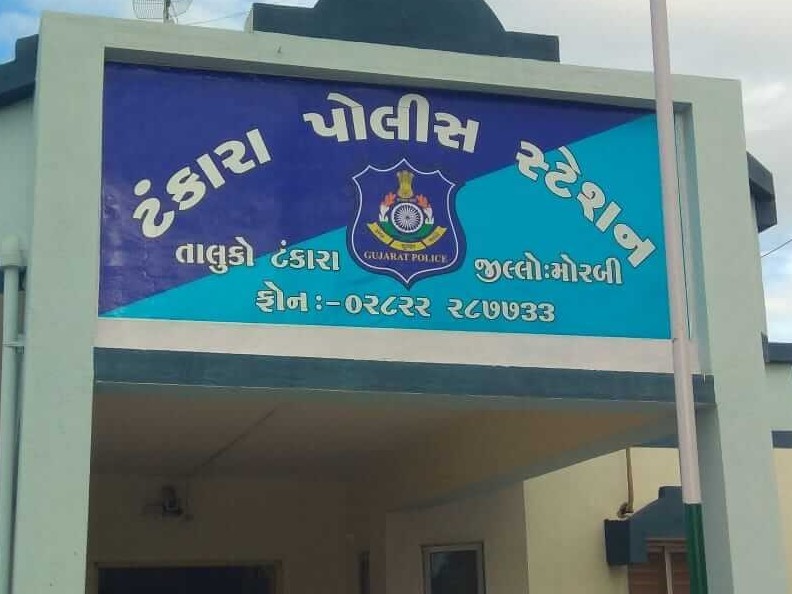 ટંકારા પોલીસ સ્ટેશન
GUJARAT POLICE
તાલુકો ટંકારા જીલ્લો:મોરબી
ફોન :- ૦૨૮૨૨ ૨૮૭૭૩૩